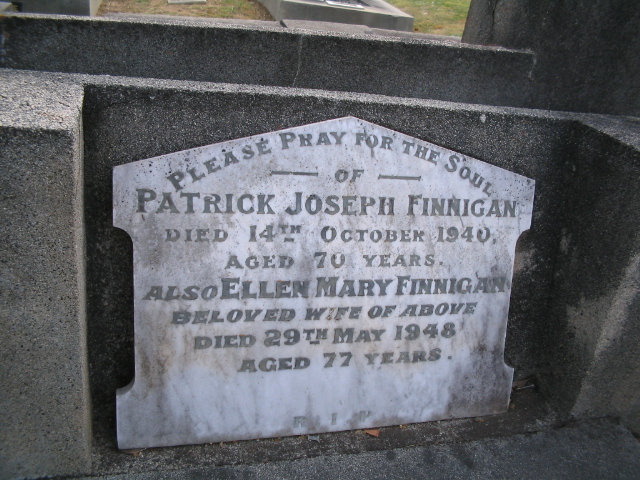 PLEASE PRAY FOR THE SOUL
OF
PATRICK JOSEPH FINNIGAN
DIED 14TH OCTOBER 1940.
AGED 70 YEARS.
ALSO ELLEN MARY FINNIGAN
BELOVED WIFE OF ABOVE
DIED 29TH MAY 1948
AGED 77 YEARS.
R.I.P.